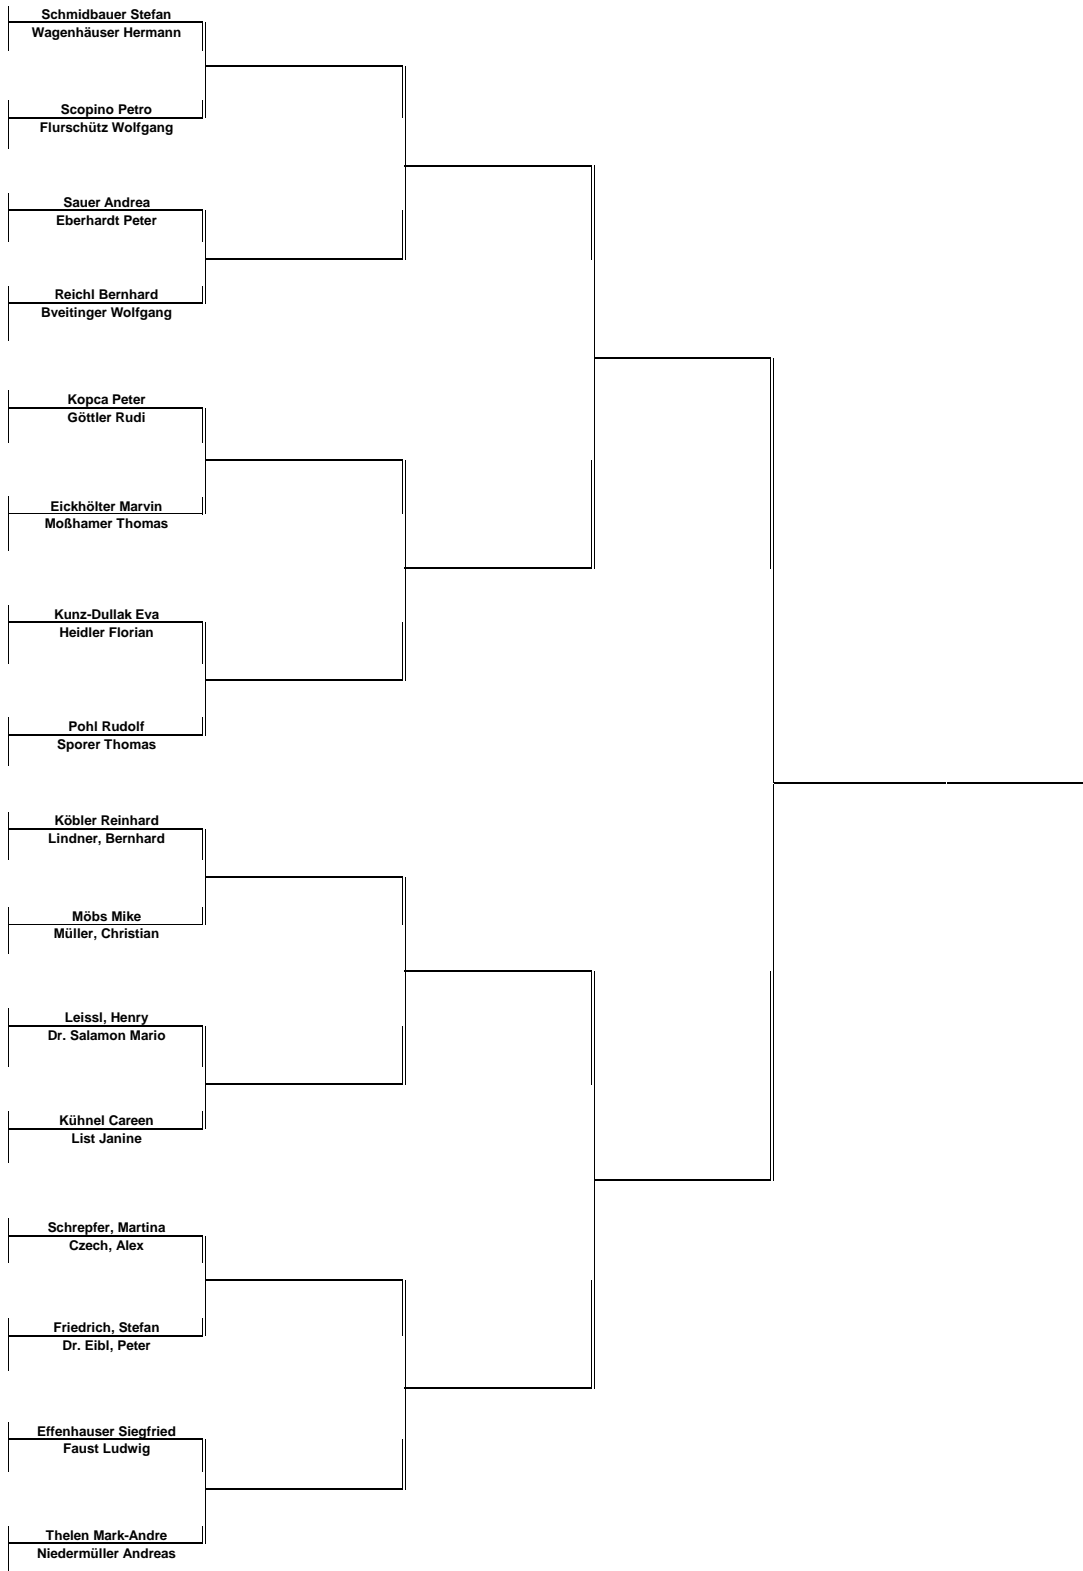 Schmidbauer Stefan
Wagenhäuser Hermann
Scopino Petro
Flurschütz Wolfgang
Sauer Andrea
Eberhardt Peter
Reichl Bernhard
Bveitinger Wolfgang
Kopca Peter
Göttler Rudi
Eickhölter Marvin
Moßhamer Thomas
Kunz-Dullak Eva
Heidler Florian
Pohl Rudolf
Sporer Thomas
Köbler Reinhard
Lindner, Bernhard
Möbs Mike
Müller, Christian
Leissl, Henry
Dr. Salamon Mario
Kühnel Careen
List Janine
Schrepfer, Martina
Czech, Alex
Friedrich, Stefan
Dr. Eibl, Peter
Effenhauser Siegfried
Faust Ludwig
Thelen Mark-Andre
Niedermüller Andreas